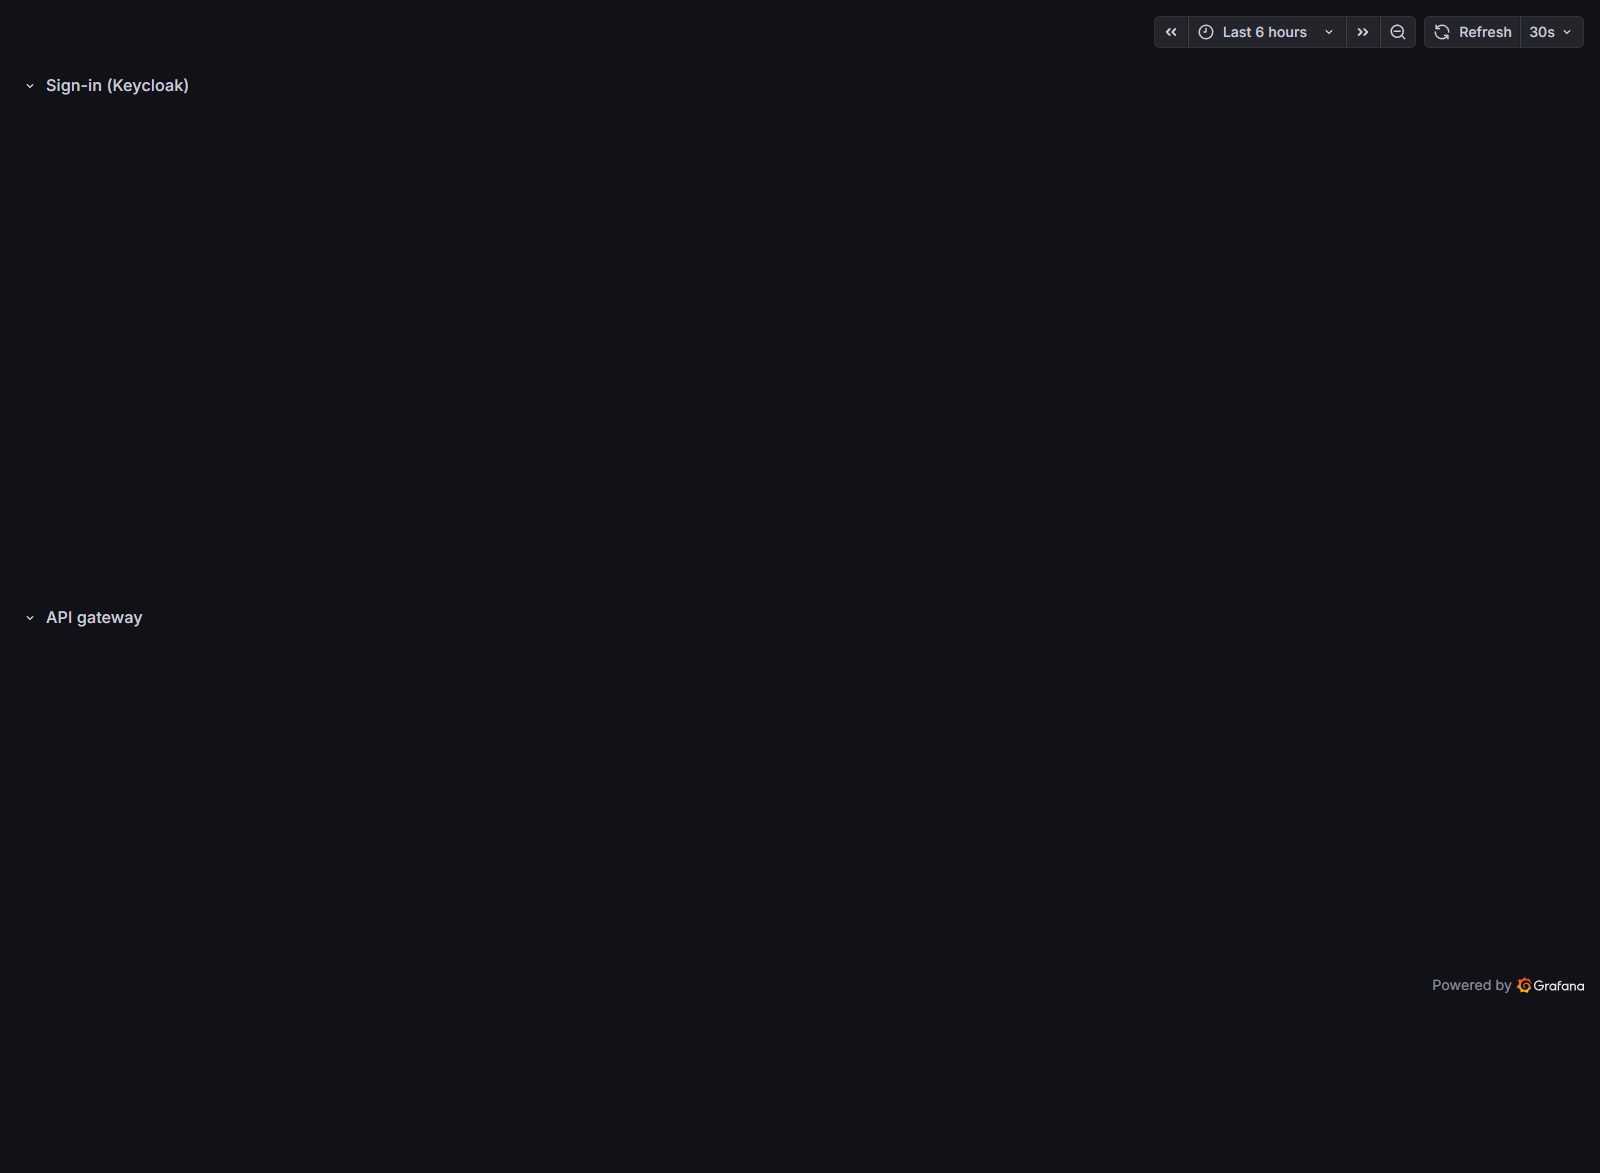 Last 6 hours Refresh 30s
Sign-in (Keycloak)
API gateway
Powered by Grafana